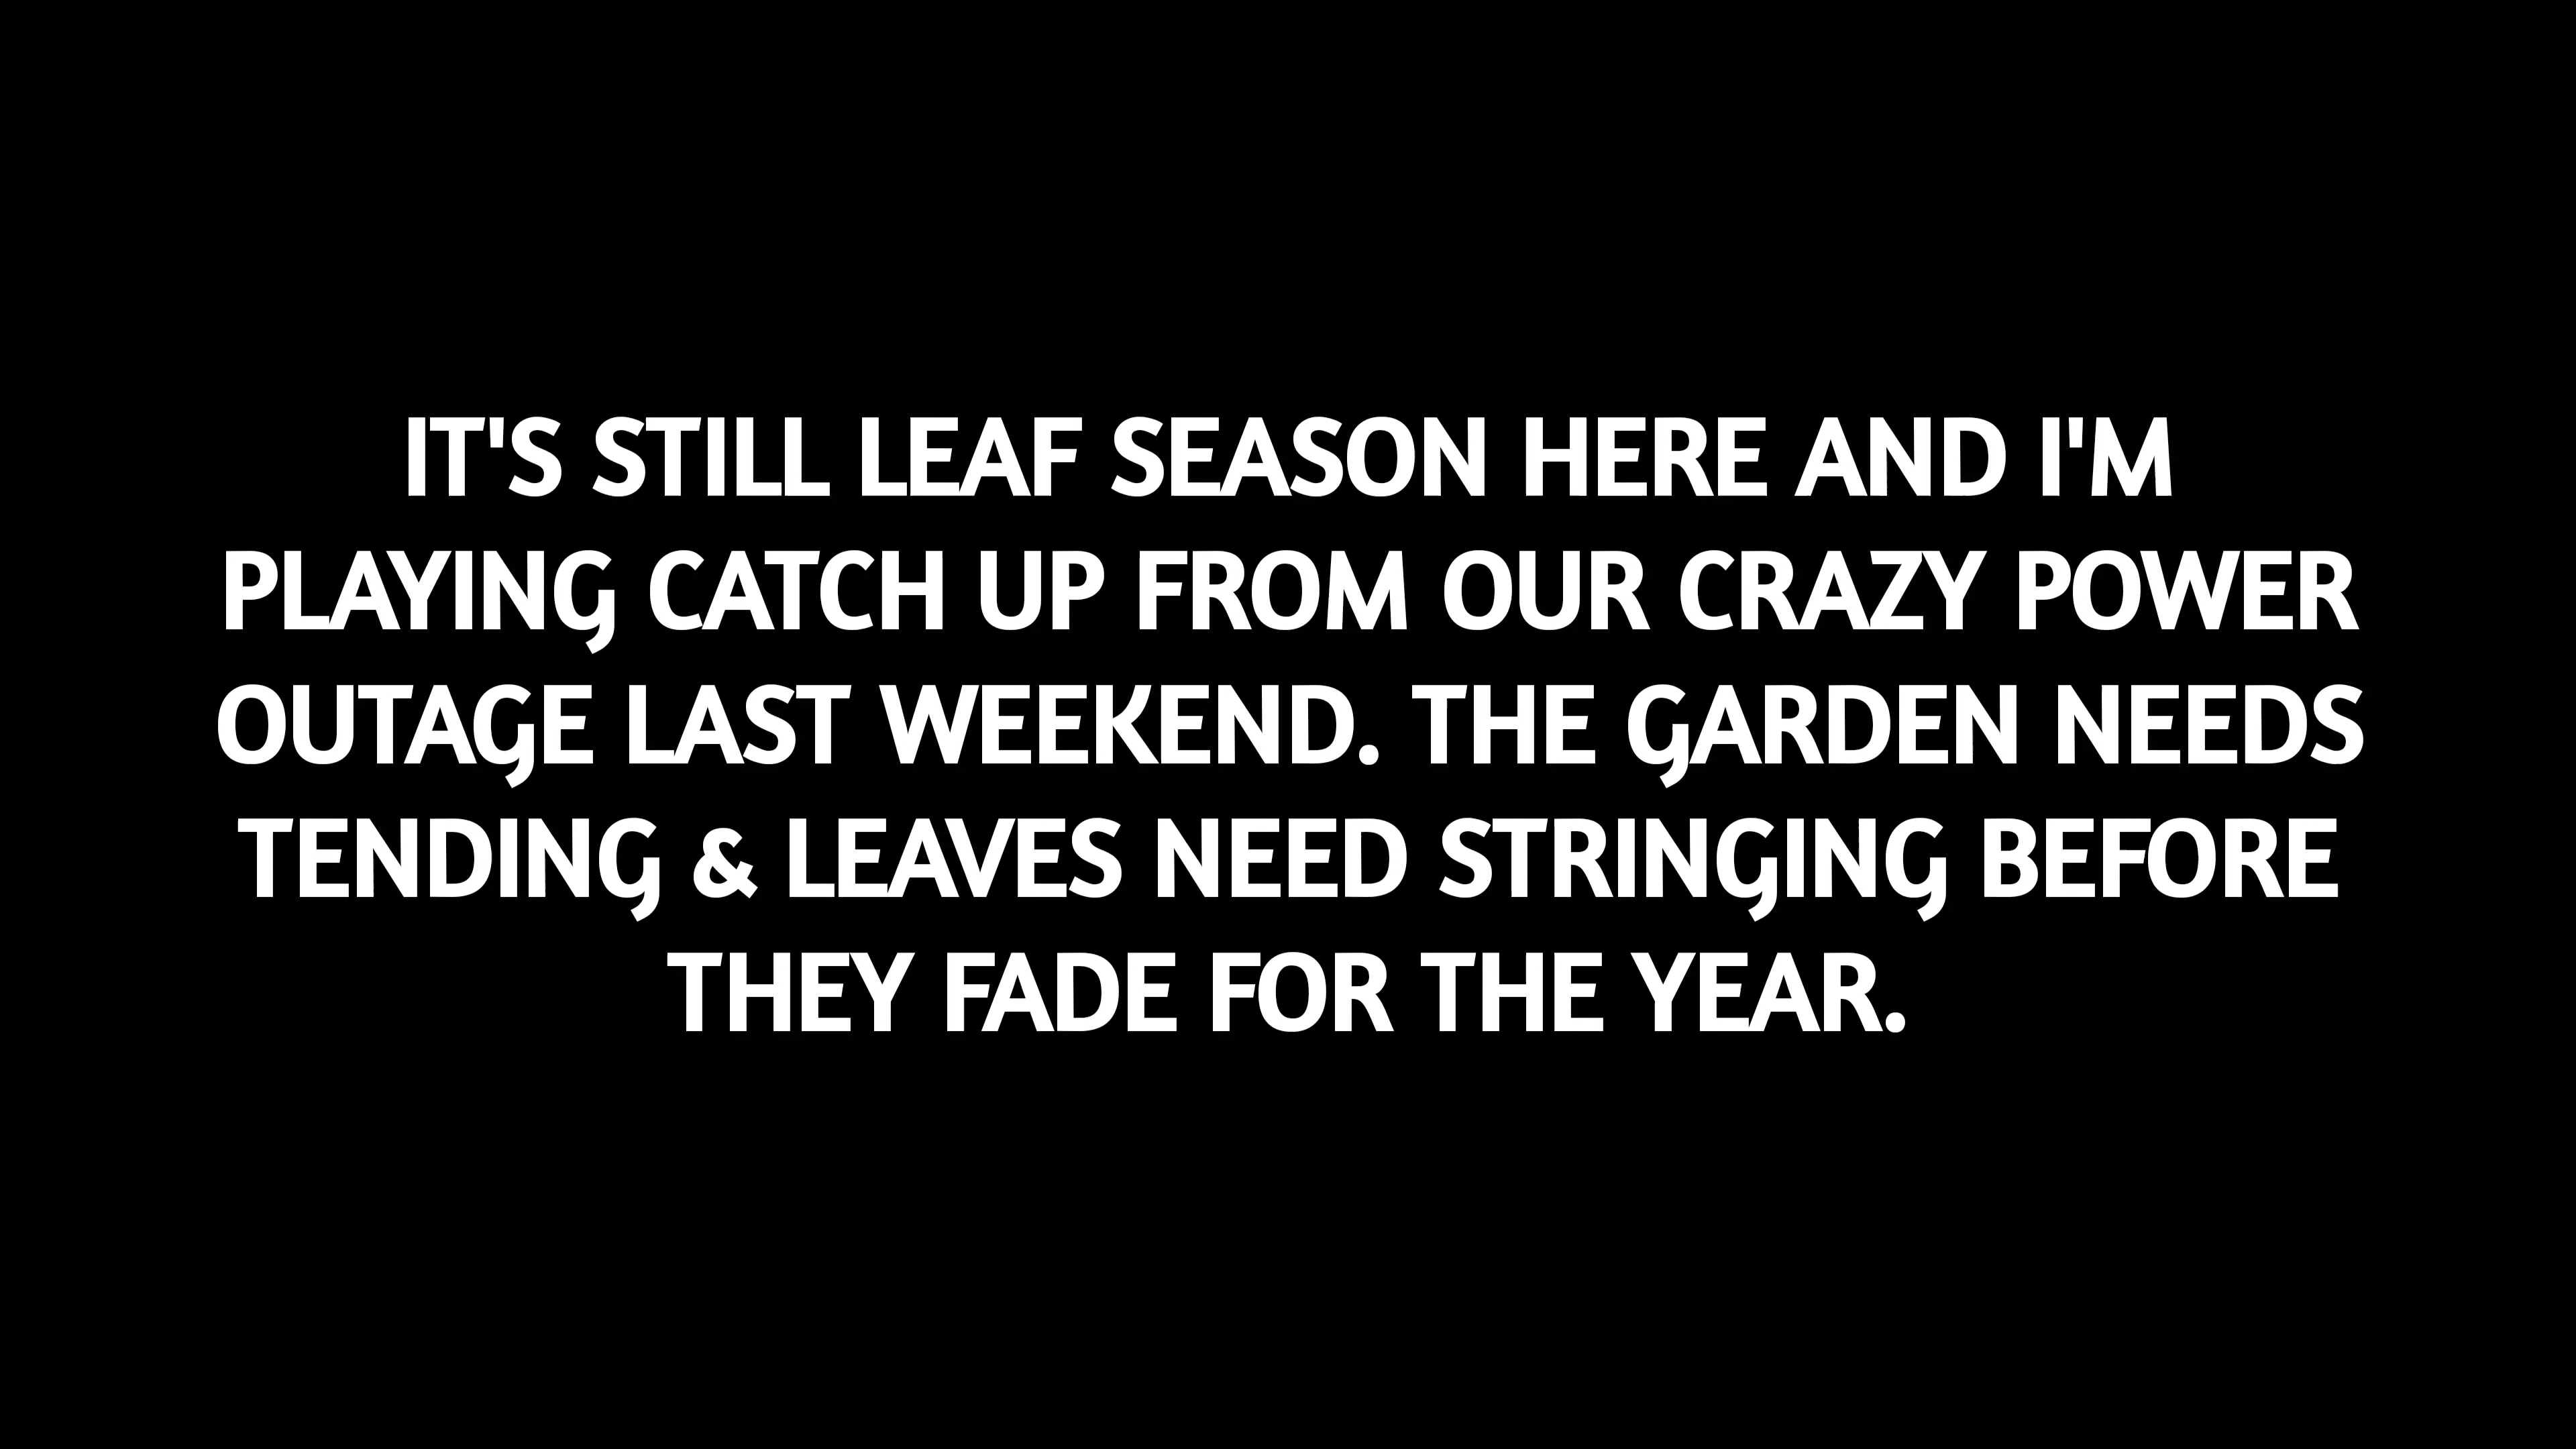 IT'S STILL LEAF SEASON HERE AND I'M
PLAYING CATCH UP FROM OUR CRAZY POWER
OUTAGE LAST WEEKEND. THE GARDEN NEEDS
TENDING & LEAVES NEED STRINGING BEFORE
THEY FADE FOR THE YEAR.